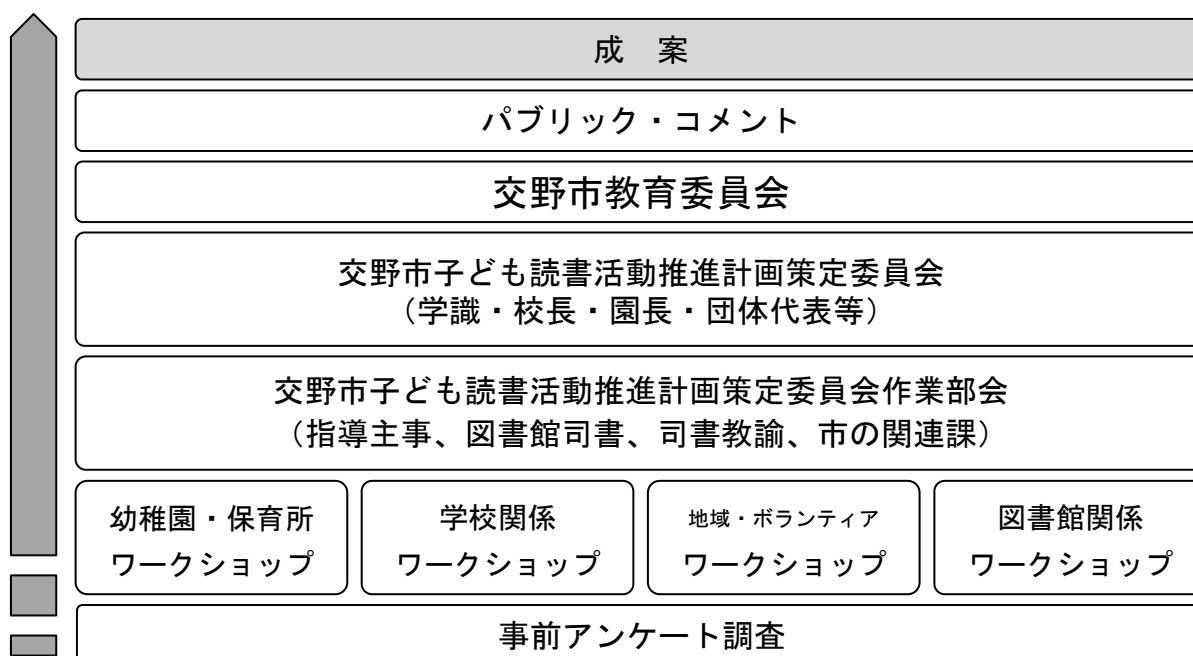 成　案
パブリック・コメント
交野市教育委員会
交野市子ども読書活動推進計画策定委員会
（学識・校長・園長・団体代表等）
交野市子ども読書活動推進計画策定委員会作業部会
（指導主事、図書館司書、司書教諭、市の関連課）
幼稚園・保育所
ワークショップ
学校関係
ワークショップ
地域・ボランティア
ワークショップ
図書館関係
ワークショップ
事前アンケート調査